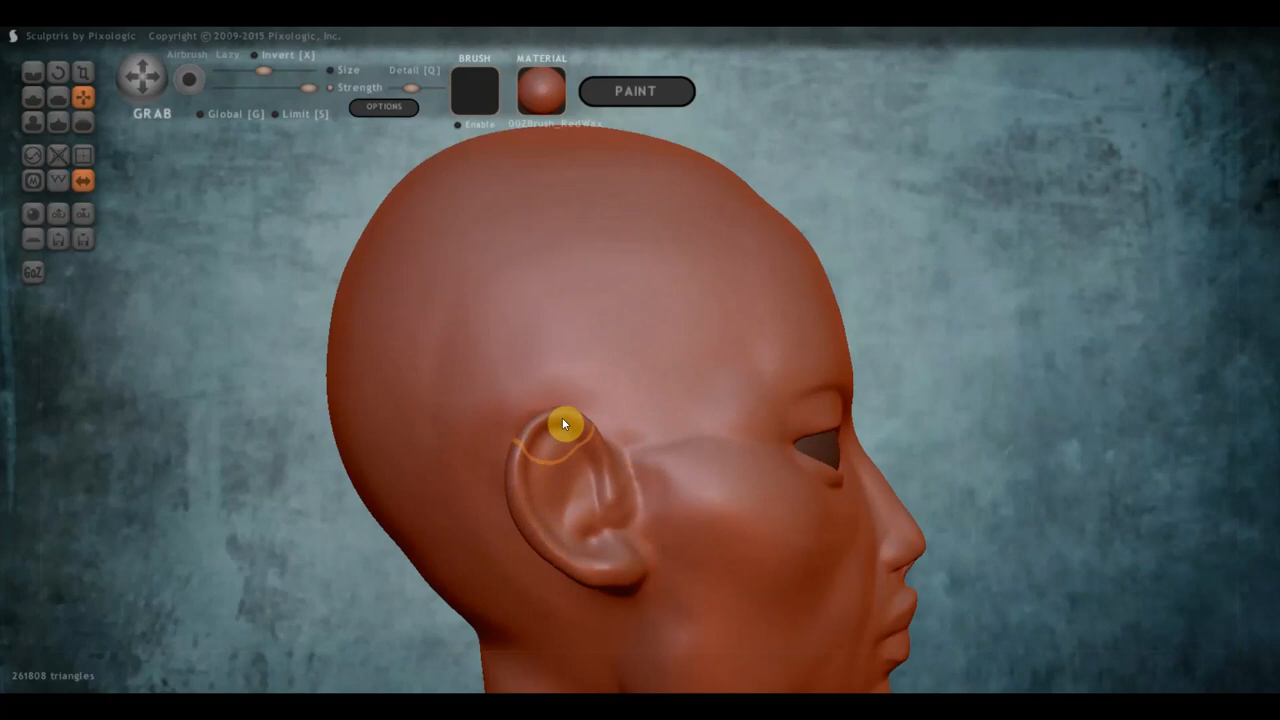 Sculptris by Pixologic Copyright ©2009-2015 Pixologic, Inc.
Airbrush Lazy Invert [X]
BRUSH
MATERIAL
Size
Detail [Q]
Strength
PAINT
OPTIONS
GRAB
Global [G]
Limit [S]
Enable
00ZBrush_RedWax
GoZ
261808 triangles